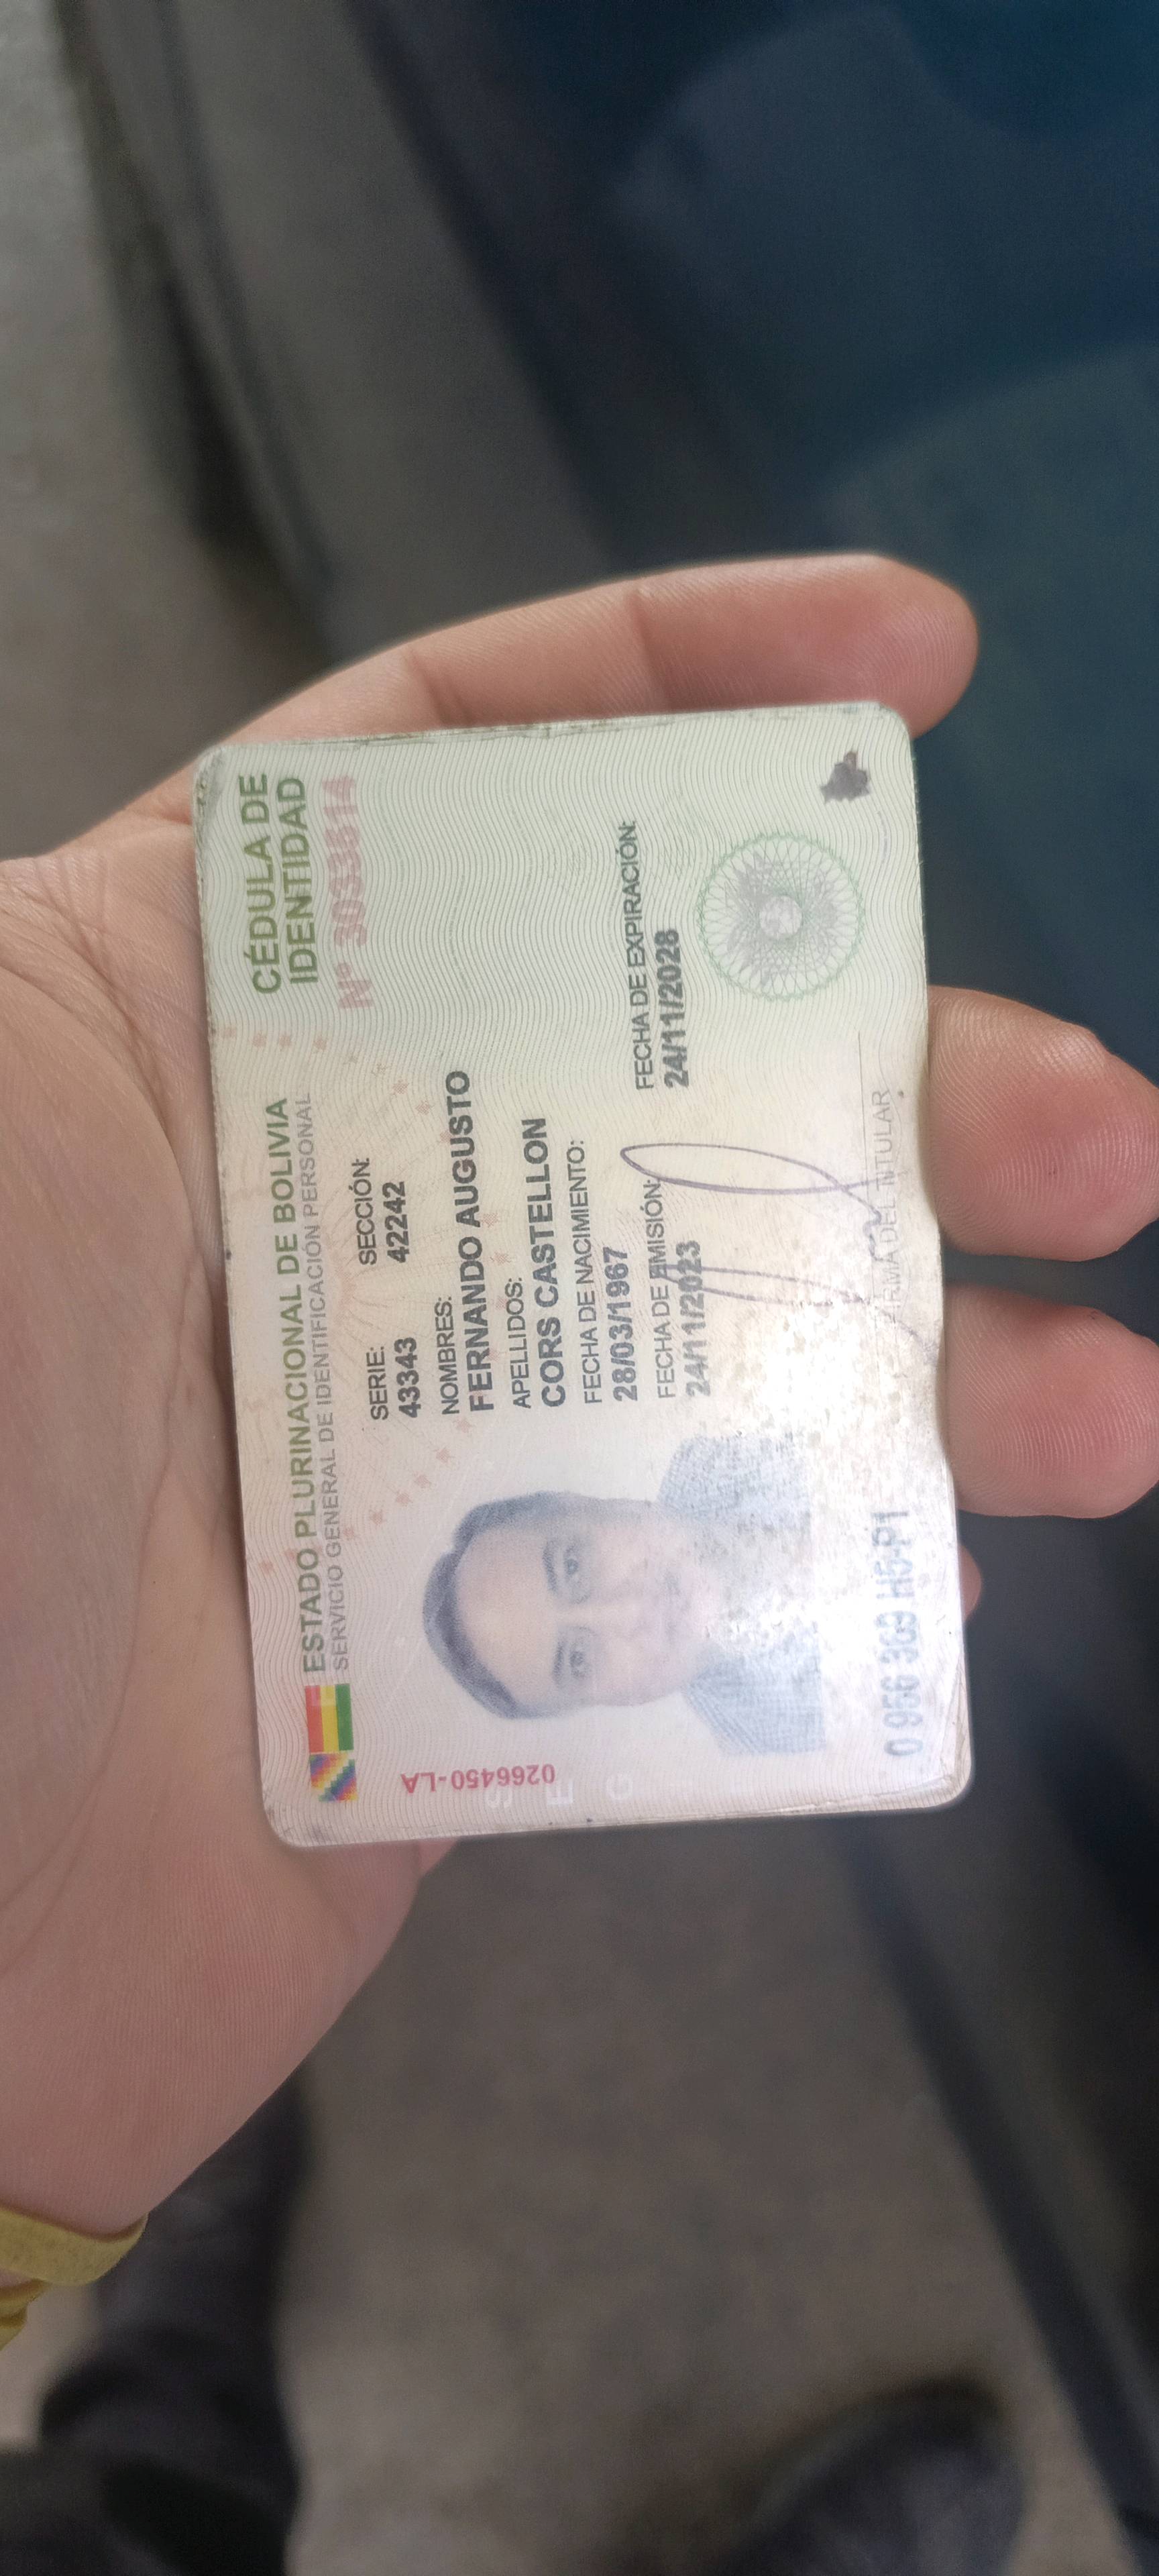 ESTADO PLURINACIONAL DE BOLIVIA
SERVICIO GENERAL DE IDENTIFICACIÓN PERSONAL
CÉDULA DE
IDENTIDAD
Nº 3033514
SERIE: SECCIÓN:
43343 42242
NOMBRES:
FERNANDO AUGUSTO
APELLIDOS:
CORS CASTELLON
FECHA DE NACIMIENTO:
28/03/1967
FECHA DE EMISIÓN: FECHA DE EXPIRACIÓN:
24/11/2023 24/11/2028
FIRMA DEL TITULAR
0266450-LA
S E G
0 956 369 H5-P1